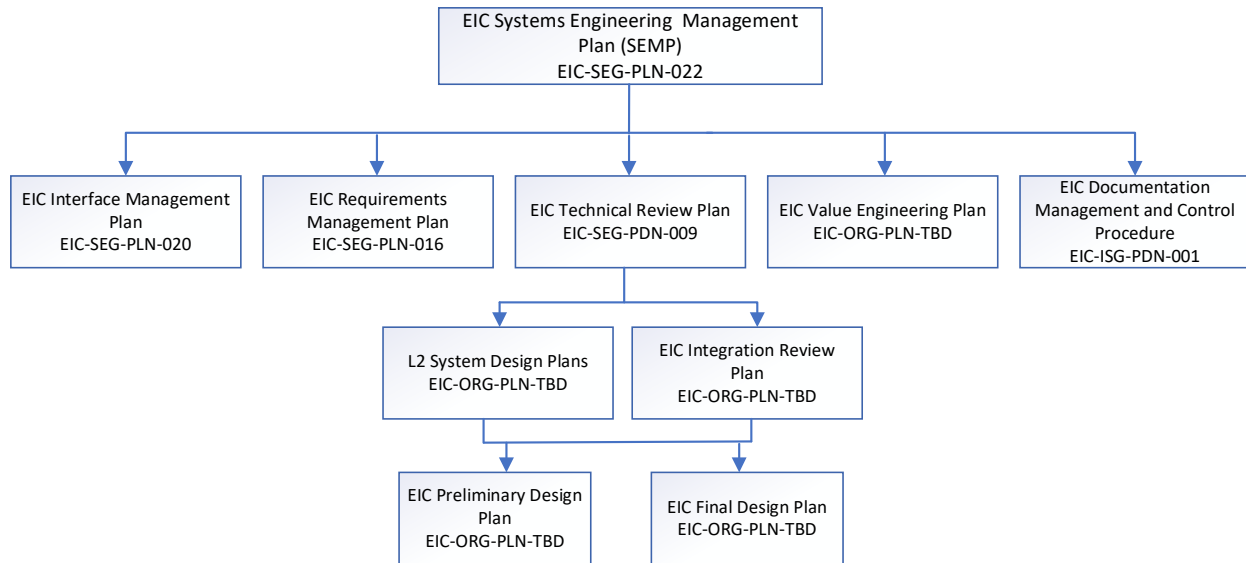 EIC Systems Engineering Management
Plan (SEMP)
EIC-SEG-PLN-022
EIC Interface Management
Plan
EIC-SEG-PLN-020
EIC Requirements
Management Plan
EIC-SEG-PLN-016
EIC Technical Review Plan
EIC-SEG-PDN-009
EIC Value Engineering Plan
EIC-ORG-PLN-TBD
EIC Documentation
Management and Control
Procedure
EIC-ISG-PDN-001
L2 System Design Plans
EIC-ORG-PLN-TBD
EIC Integration Review
Plan
EIC-ORG-PLN-TBD
EIC Preliminary Design
Plan
EIC-ORG-PLN-TBD
EIC Final Design Plan
EIC-ORG-PLN-TBD